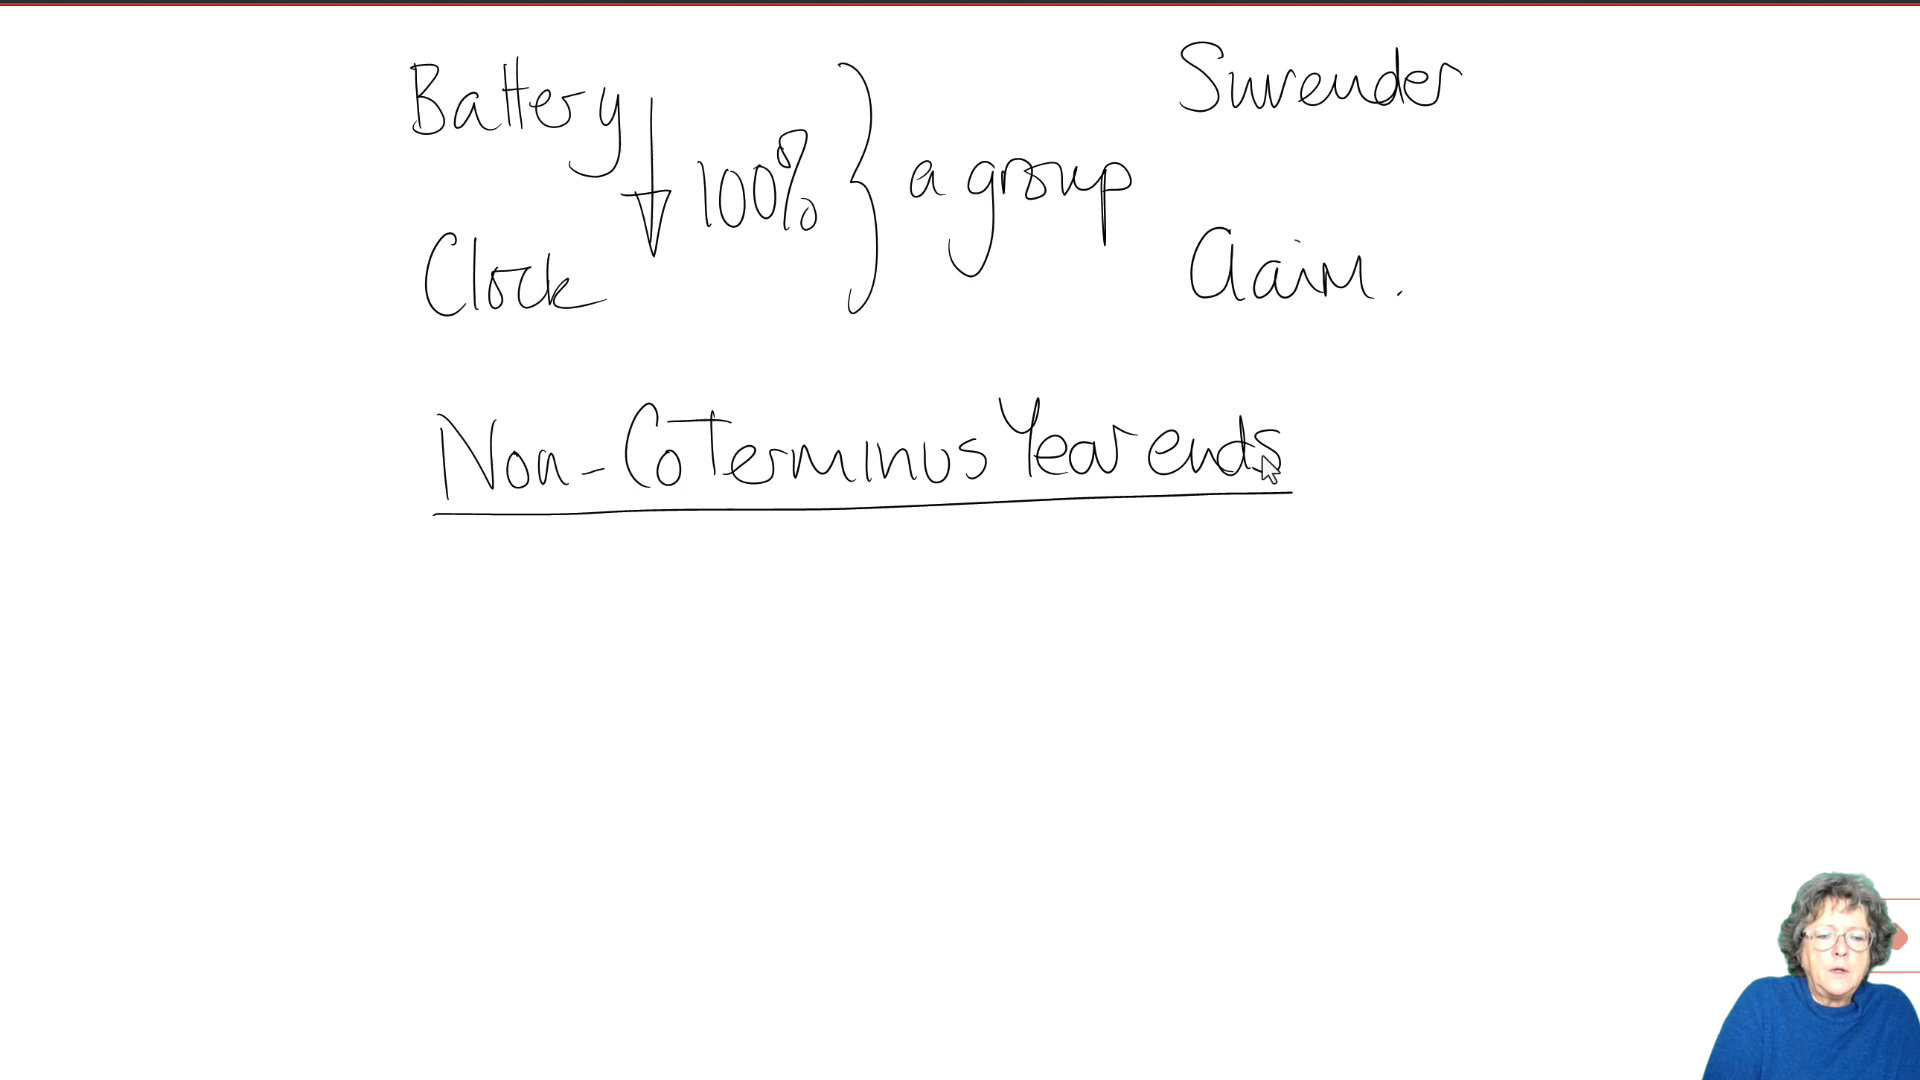 Battery
100%
a group
Surrender
Clock
Claim.
Non-Coterminus Year ends